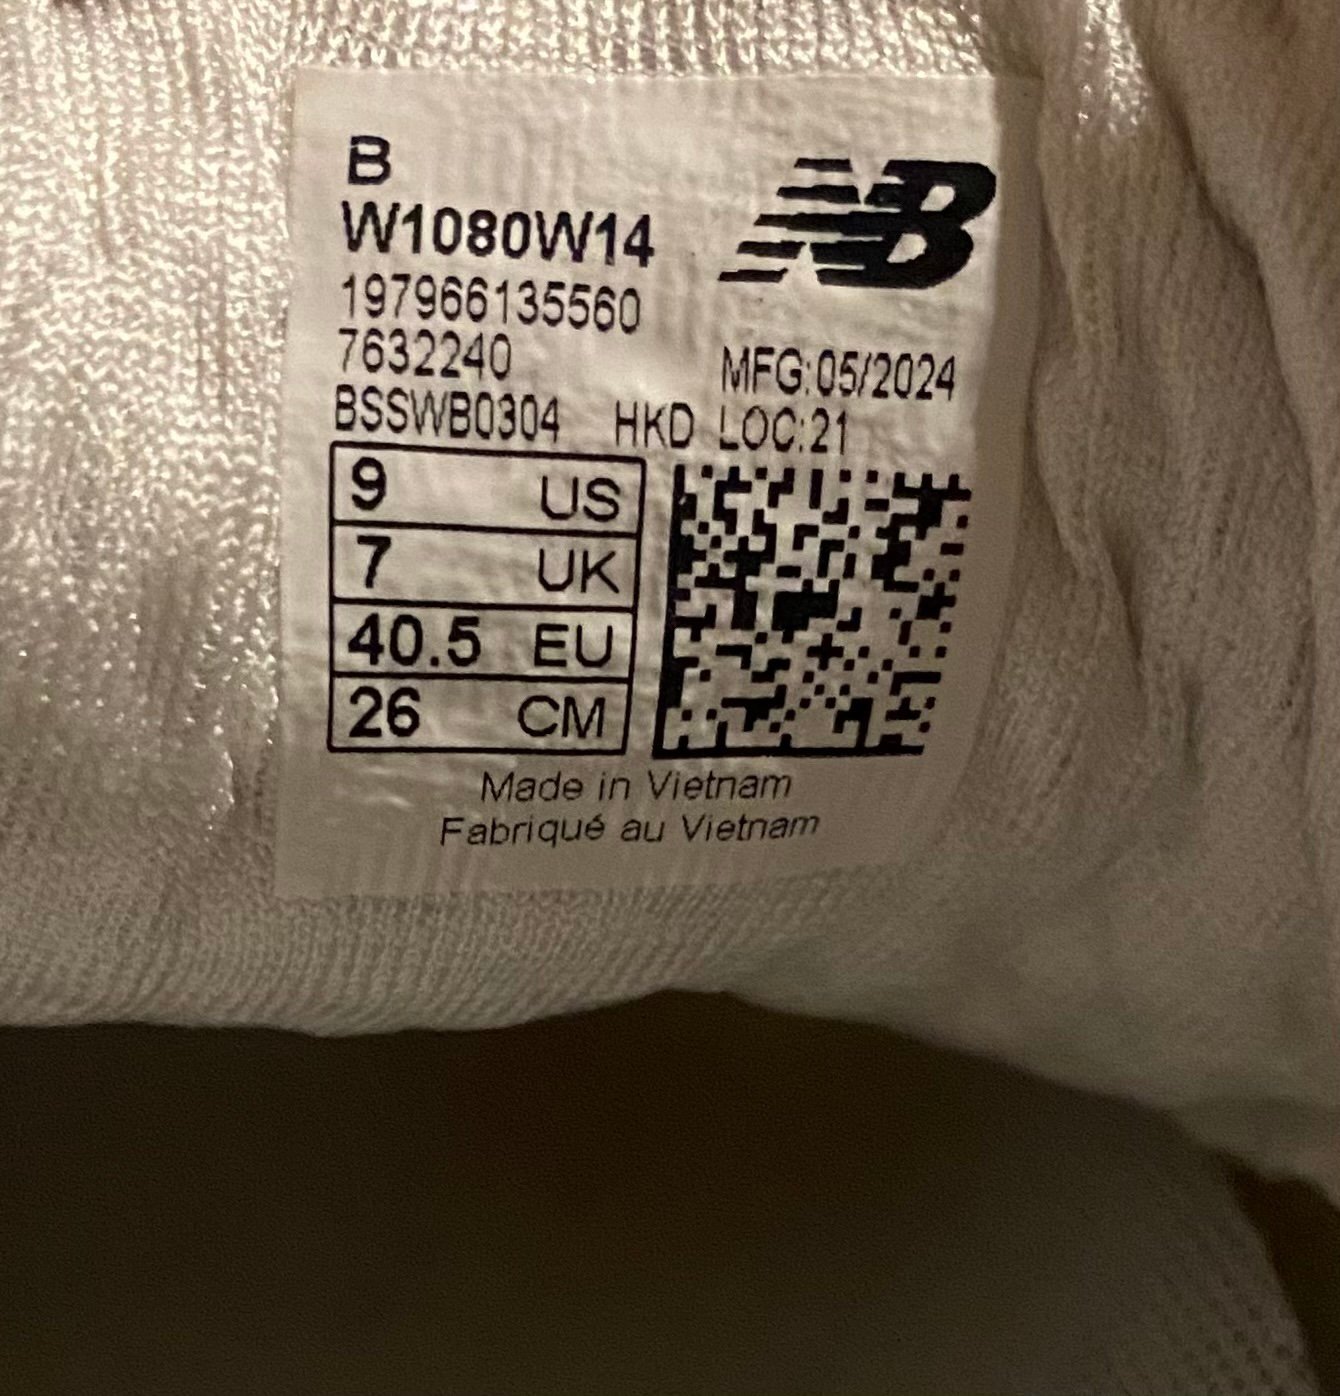 B
W1080W14
197966135560
7632240
MFG:05/2024
BSSWB0304 HKD LOC:21
9 US
7 UK
40.5 EU
26 CM
Made in Vietnam
Fabriqué au Vietnam
NB